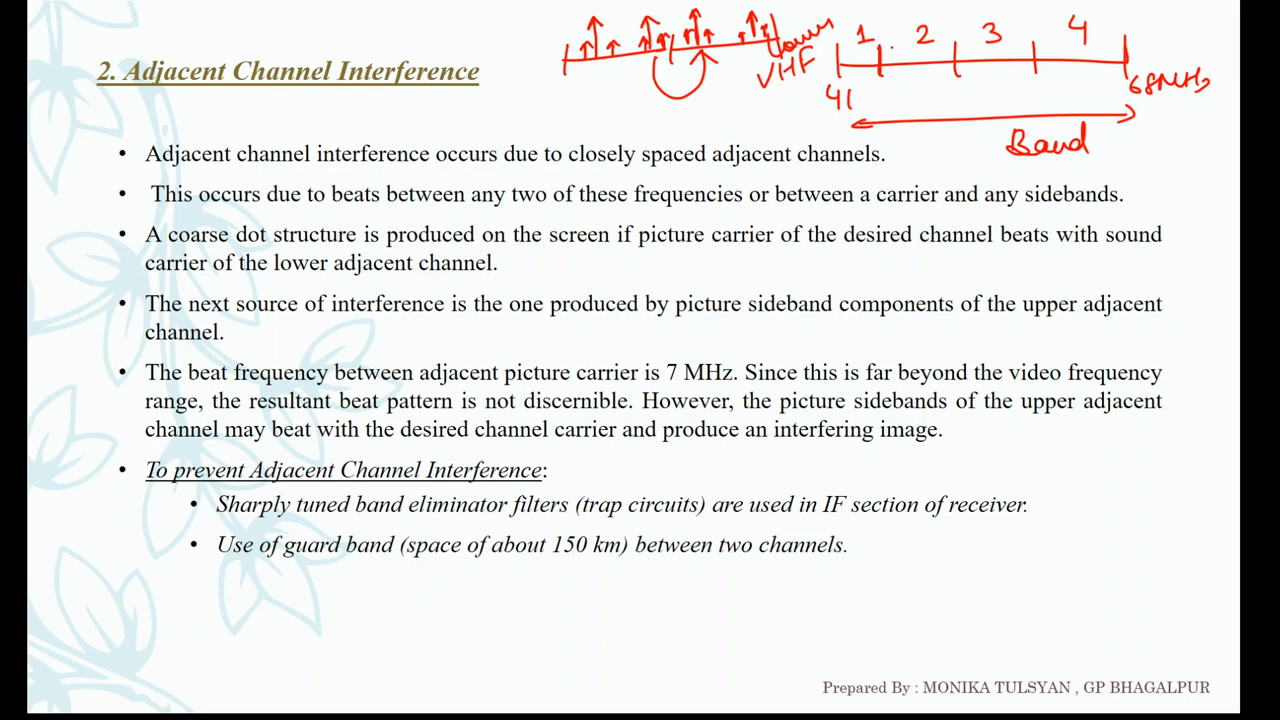 lower
VHF
1 2 3 4
41
68MHz
Band
2. Adjacent Channel Interference
• Adjacent channel interference occurs due to closely spaced adjacent channels.
• This occurs due to beats between any two of these frequencies or between a carrier and any sidebands.
• A coarse dot structure is produced on the screen if picture carrier of the desired channel beats with sound
carrier of the lower adjacent channel.
• The next source of interference is the one produced by picture sideband components of the upper adjacent
channel.
• The beat frequency between adjacent picture carrier is 7 MHz. Since this is far beyond the video frequency
range, the resultant beat pattern is not discernible. However, the picture sidebands of the upper adjacent
channel may beat with the desired channel carrier and produce an interfering image.
• To prevent Adjacent Channel Interference:
• Sharply tuned band eliminator filters (trap circuits) are used in IF section of receiver.
• Use of guard band (space of about 150 km) between two channels.
Prepared By : MONIKA TULSYAN , GP BHAGALPUR